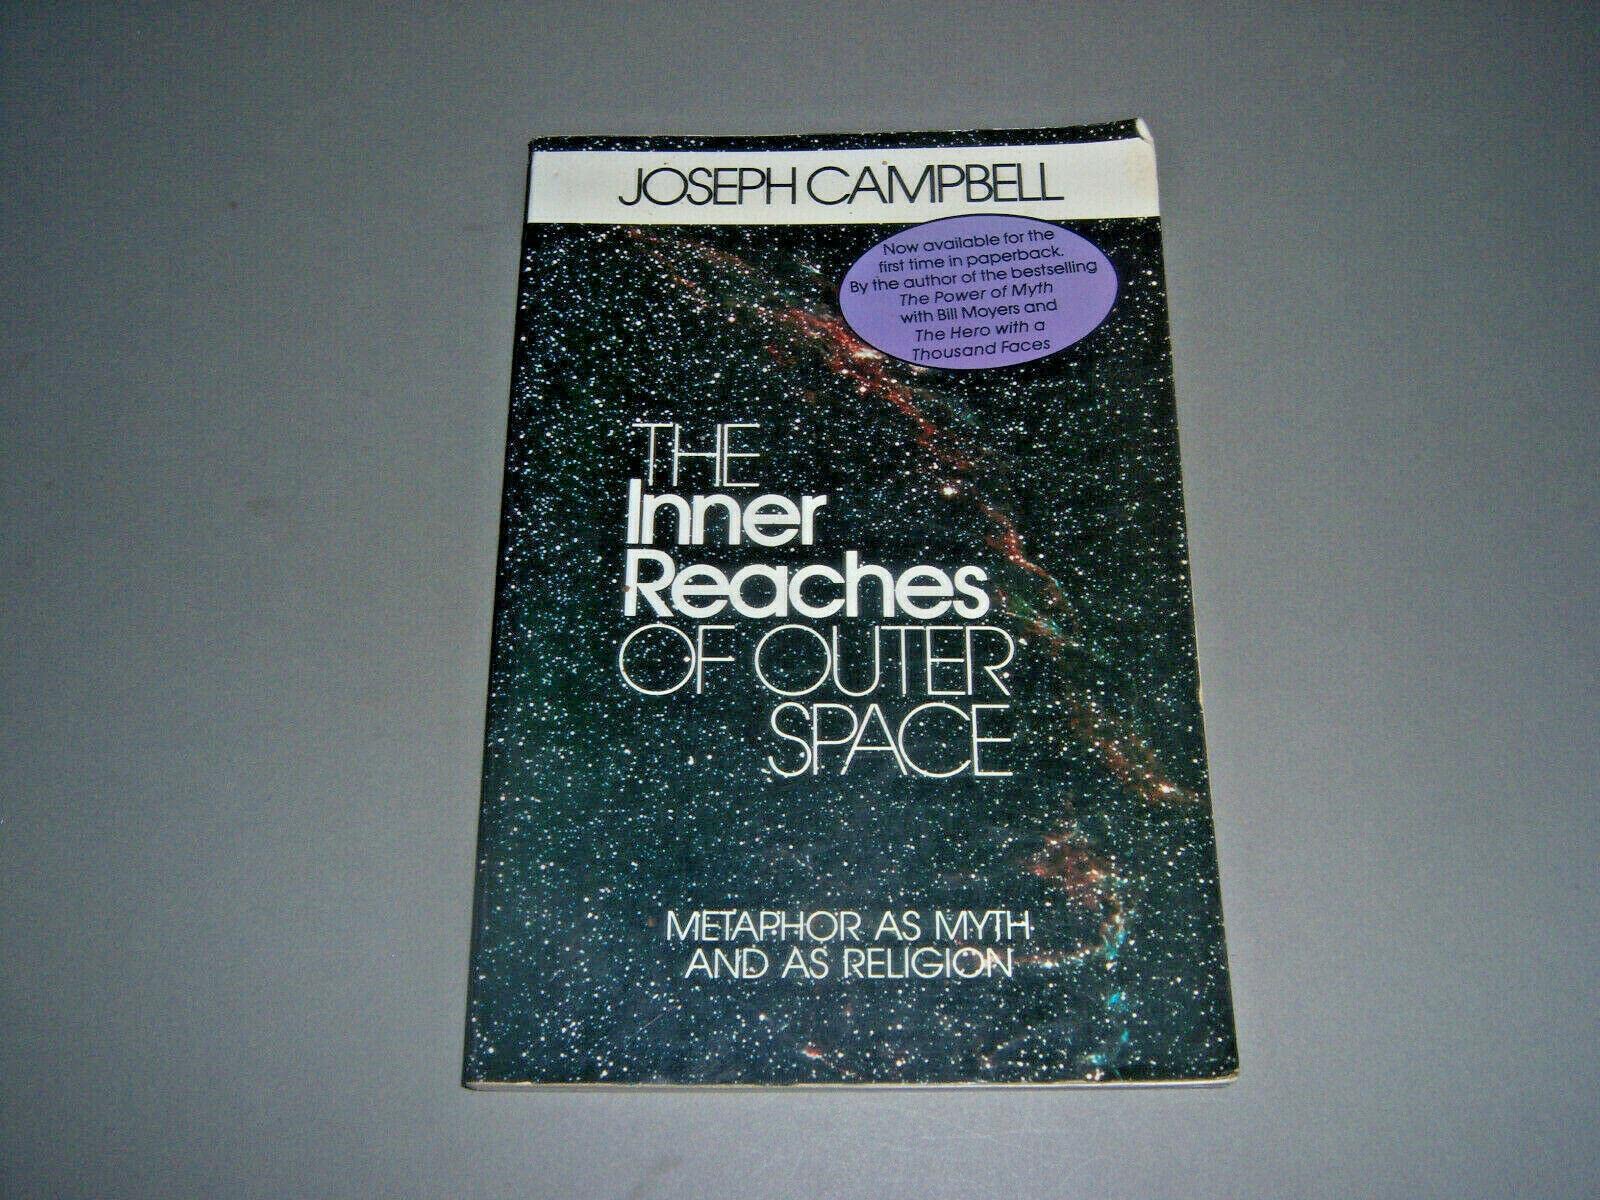 JOSEPH CAMPBELL
Now available for the
first time in paperback.
By the author of the bestselling
The Power of Myth
with Bill Moyers and
The Hero with a
Thousand Faces
THE
Inner
Reaches
OF OUTER
SPACE
METAPHOR AS MYTH
AND AS RELIGION